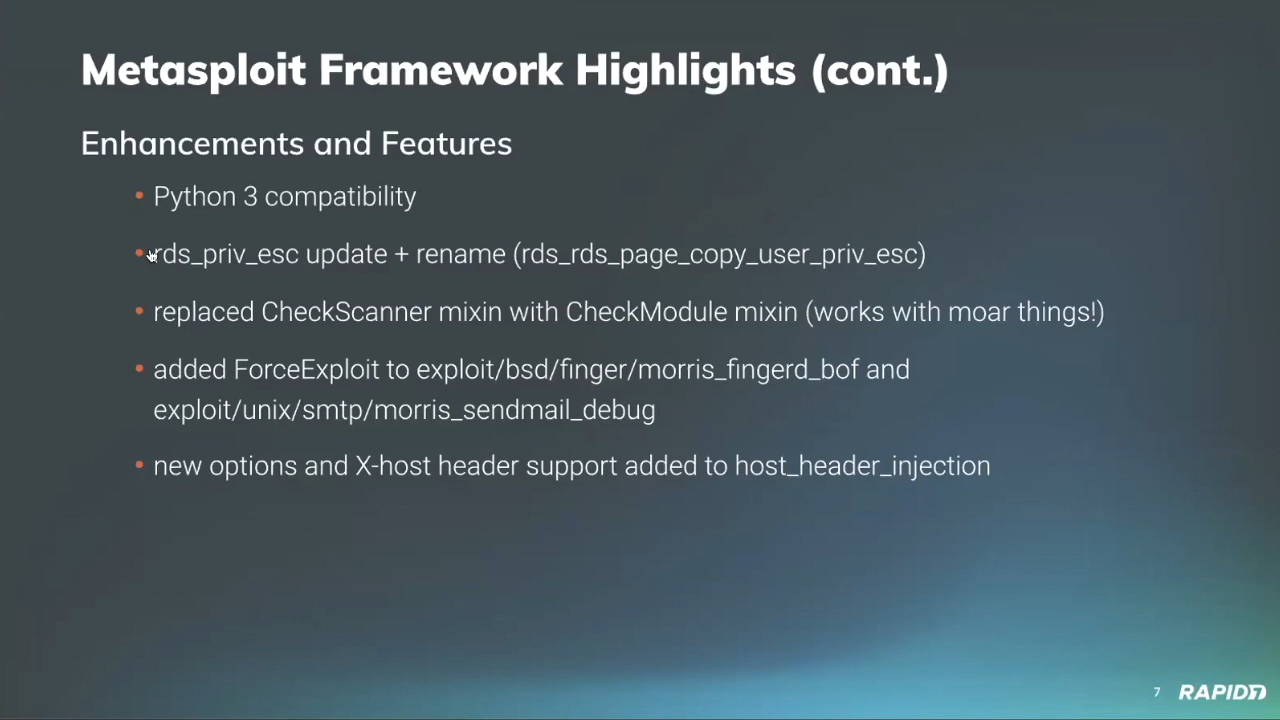 Metasploit Framework Highlights (cont.)
Enhancements and Features
• Python 3 compatibility
• rds_priv_esc update + rename (rds_rds_page_copy_user_priv_esc)
• replaced CheckScanner mixin with CheckModule mixin (works with moar things!)
• added ForceExploit to exploit/bsd/finger/morris_fingerd_bof and
exploit/unix/smtp/morris_sendmail_debug
• new options and X-host header support added to host_header_injection
7 RAPID7